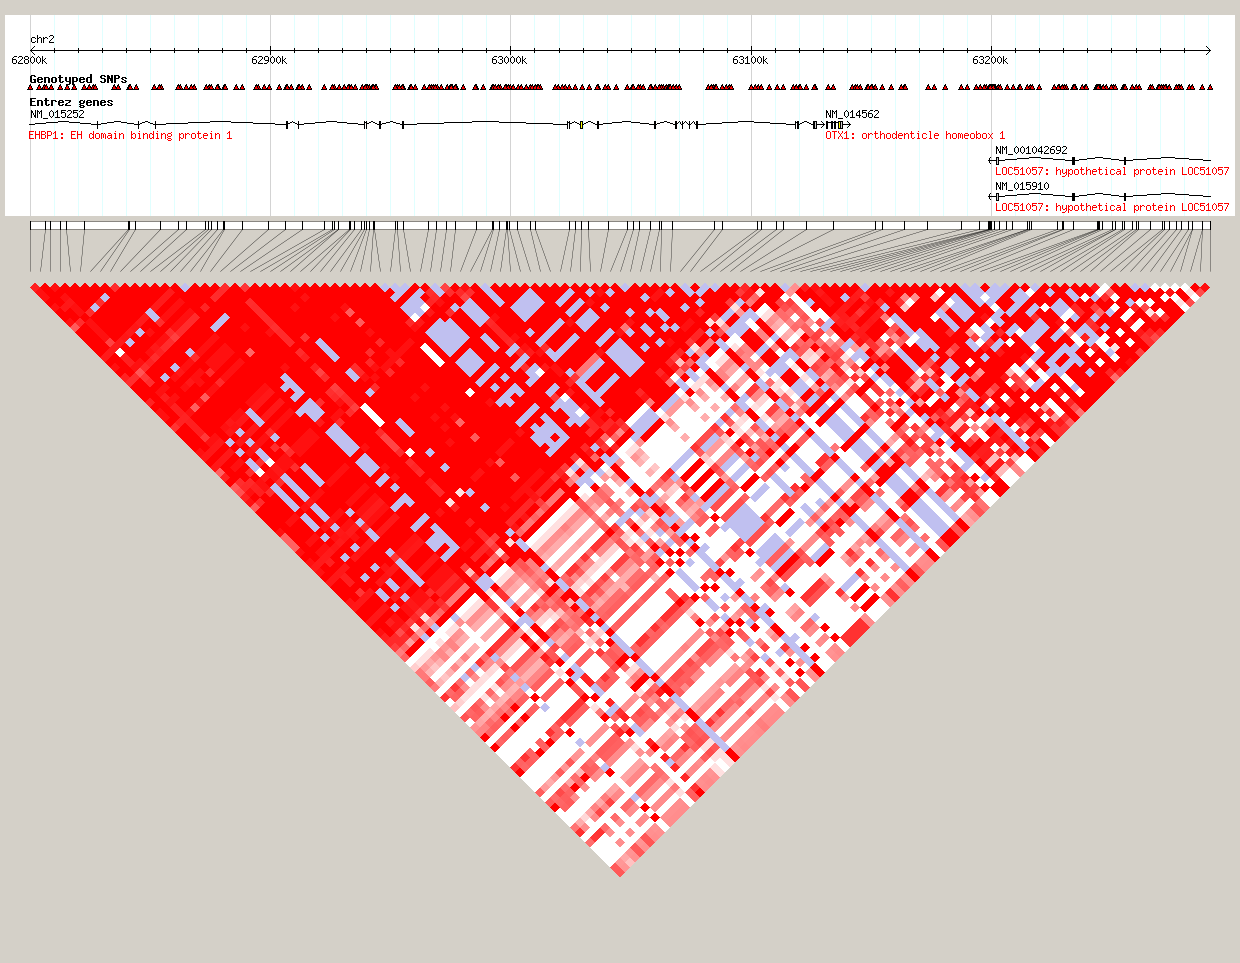 chr2
62800k 62900k 63000k 63100k 63200k
Genotyped SNPs
Entrez genes
NM_015252 NM_014562
EHBP1: EH domain binding protein 1 OTX1: orthodenticle homeobox 1
NM_001042692
LOC51057: hypothetical protein LOC51057
NM_015910
LOC51057: hypothetical protein LOC51057